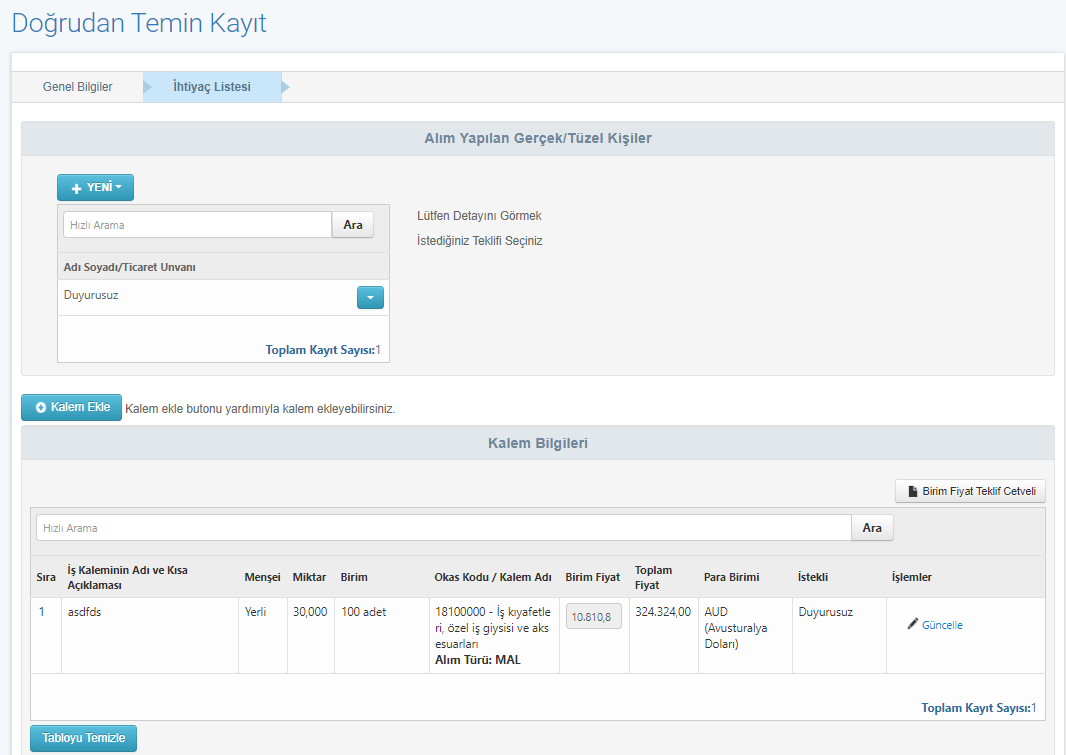 Doğrudan Temin Kayıt
Genel Bilgiler
İhtiyaç Listesi
Alım Yapılan Gerçek/Tüzel Kişiler
YENİ
Hızlı Arama
Ara
Lütfen Detayını Görmek
İstediğiniz Teklifi Seçiniz
Adı Soyadı/Ticaret Unvanı
Duyurusuz
Toplam Kayıt Sayısı:1
Kalem Ekle
Kalem ekle butonu yardımıyla kalem ekleyebilirsiniz.
Kalem Bilgileri
Birim Fiyat Teklif Cetveli
Hızlı Arama
Ara
Sıra
İş Kaleminin Adı ve Kısa
Açıklaması
Menşei
Miktar
Birim
Okas Kodu / Kalem Adı
Birim Fiyat
Toplam
Fiyat
Para Birimi
İstekli
İşlemler
1
asdfds
Yerli
30,000
100 adet
18100000 - İş kıyafetle
ri, özel iş giysisi ve aks
esuarları
Alım Türü: MAL
10.810,8
324.324,00
AUD
(Avusturalya
Doları)
Duyurusuz
Güncelle
Toplam Kayıt Sayısı:1
Tabloyu Temizle